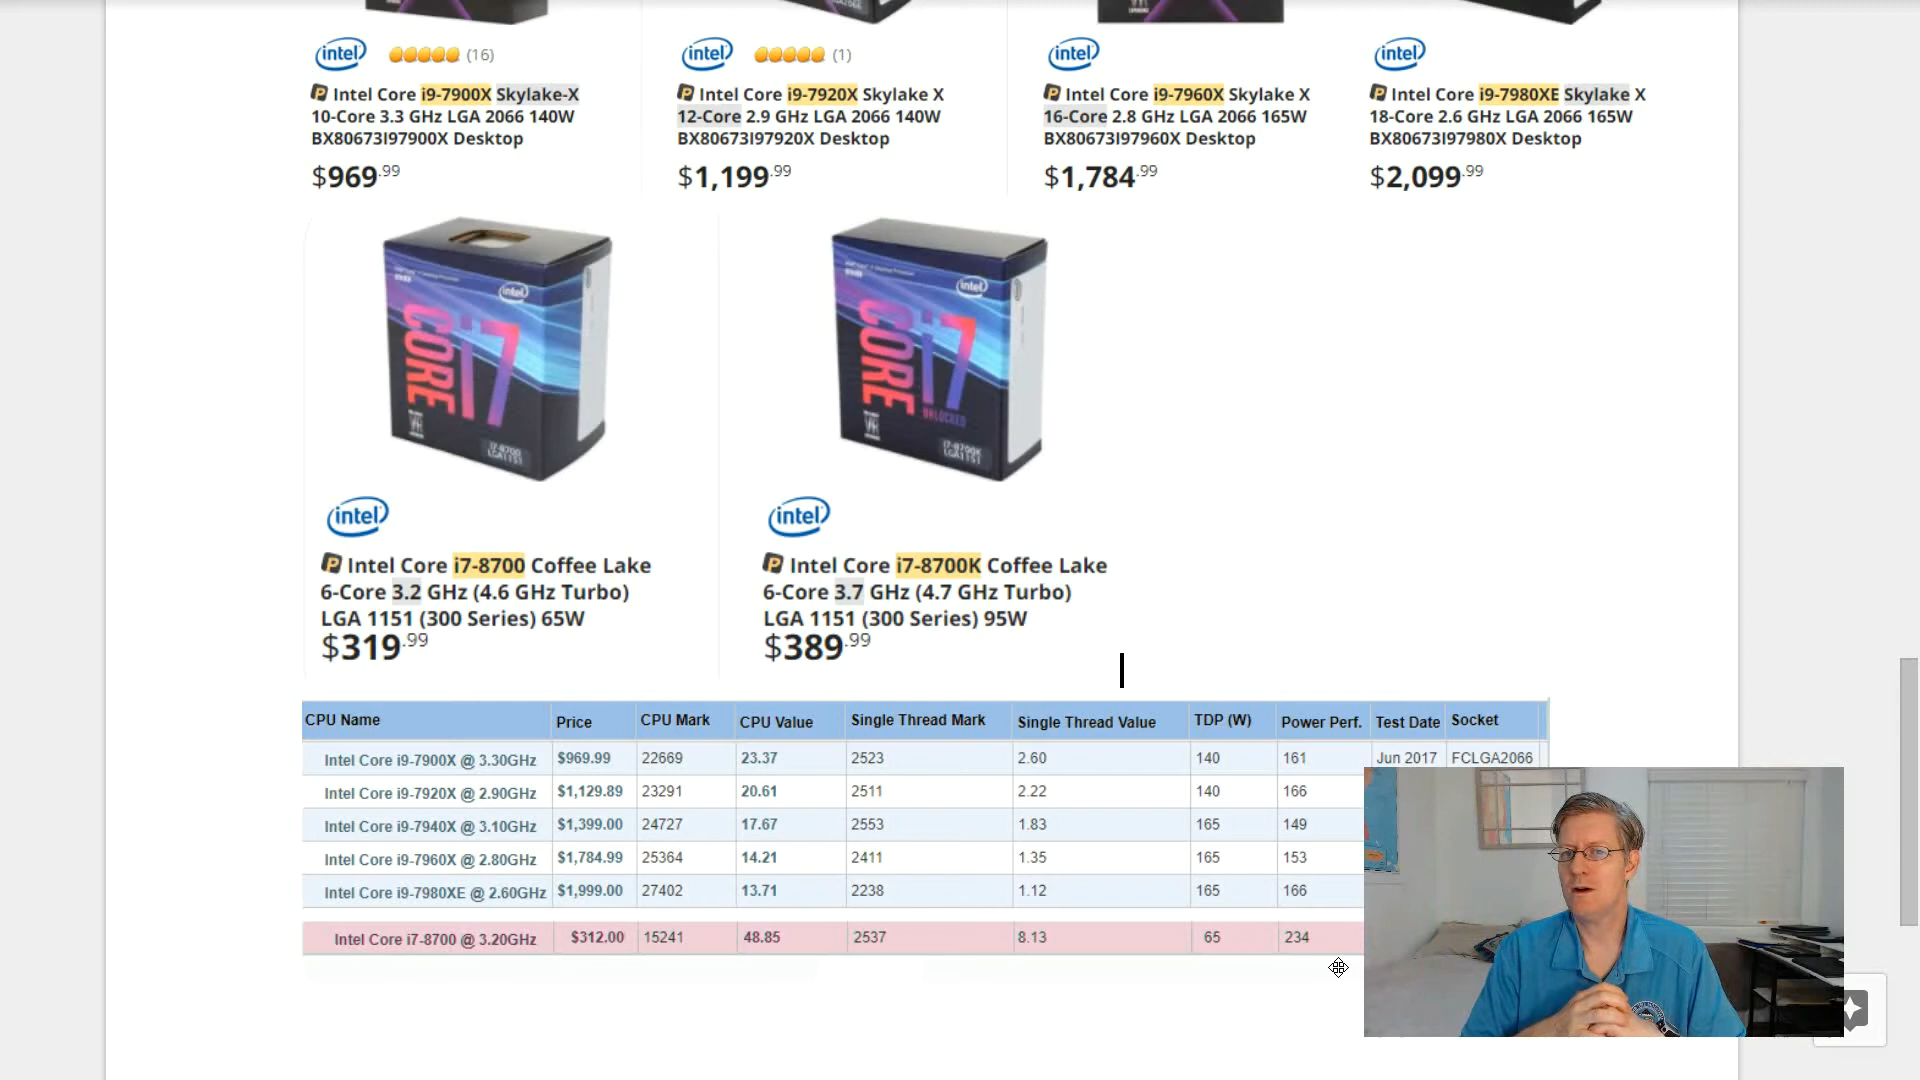 intel (16)
intel (1)
intel
intel
Intel Core i9-7900X Skylake-X
10-Core 3.3 GHz LGA 2066 140W
BX80673I97900X Desktop
$969.99
Intel Core i9-7920X Skylake X
12-Core 2.9 GHz LGA 2066 140W
BX80673I97920X Desktop
$1,199.99
Intel Core i9-7960X Skylake X
16-Core 2.8 GHz LGA 2066 165W
BX80673I97960X Desktop
$1,784.99
Intel Core i9-7980XE Skylake X
18-Core 2.6 GHz LGA 2066 165W
BX80673I97980X Desktop
$2,099.99
intel
CORE i7
i7-8700
LGA1151
intel
CORE i7
UNLOCKED
i7-8700K
LGA1151
intel
Intel Core i7-8700 Coffee Lake
6-Core 3.2 GHz (4.6 GHz Turbo)
LGA 1151 (300 Series) 65W
$319.99
intel
Intel Core i7-8700K Coffee Lake
6-Core 3.7 GHz (4.7 GHz Turbo)
LGA 1151 (300 Series) 95W
$389.99
CPU Name Price CPU Mark CPU Value Single Thread Mark Single Thread Value TDP (W) Power Perf. Test Date Socket
Intel Core i9-7900X @ 3.30GHz $969.99 22669 23.37 2523 2.60 140 161 Jun 2017 FCLGA2066
Intel Core i9-7920X @ 2.90GHz $1,129.89 23291 20.61 2511 2.22 140 166
Intel Core i9-7940X @ 3.10GHz $1,399.00 24727 17.67 2553 1.83 165 149
Intel Core i9-7960X @ 2.80GHz $1,784.99 25364 14.21 2411 1.35 165 153
Intel Core i9-7980XE @ 2.60GHz $1,999.00 27402 13.71 2238 1.12 165 166
Intel Core i7-8700 @ 3.20GHz $312.00 15241 48.85 2537 8.13 65 234